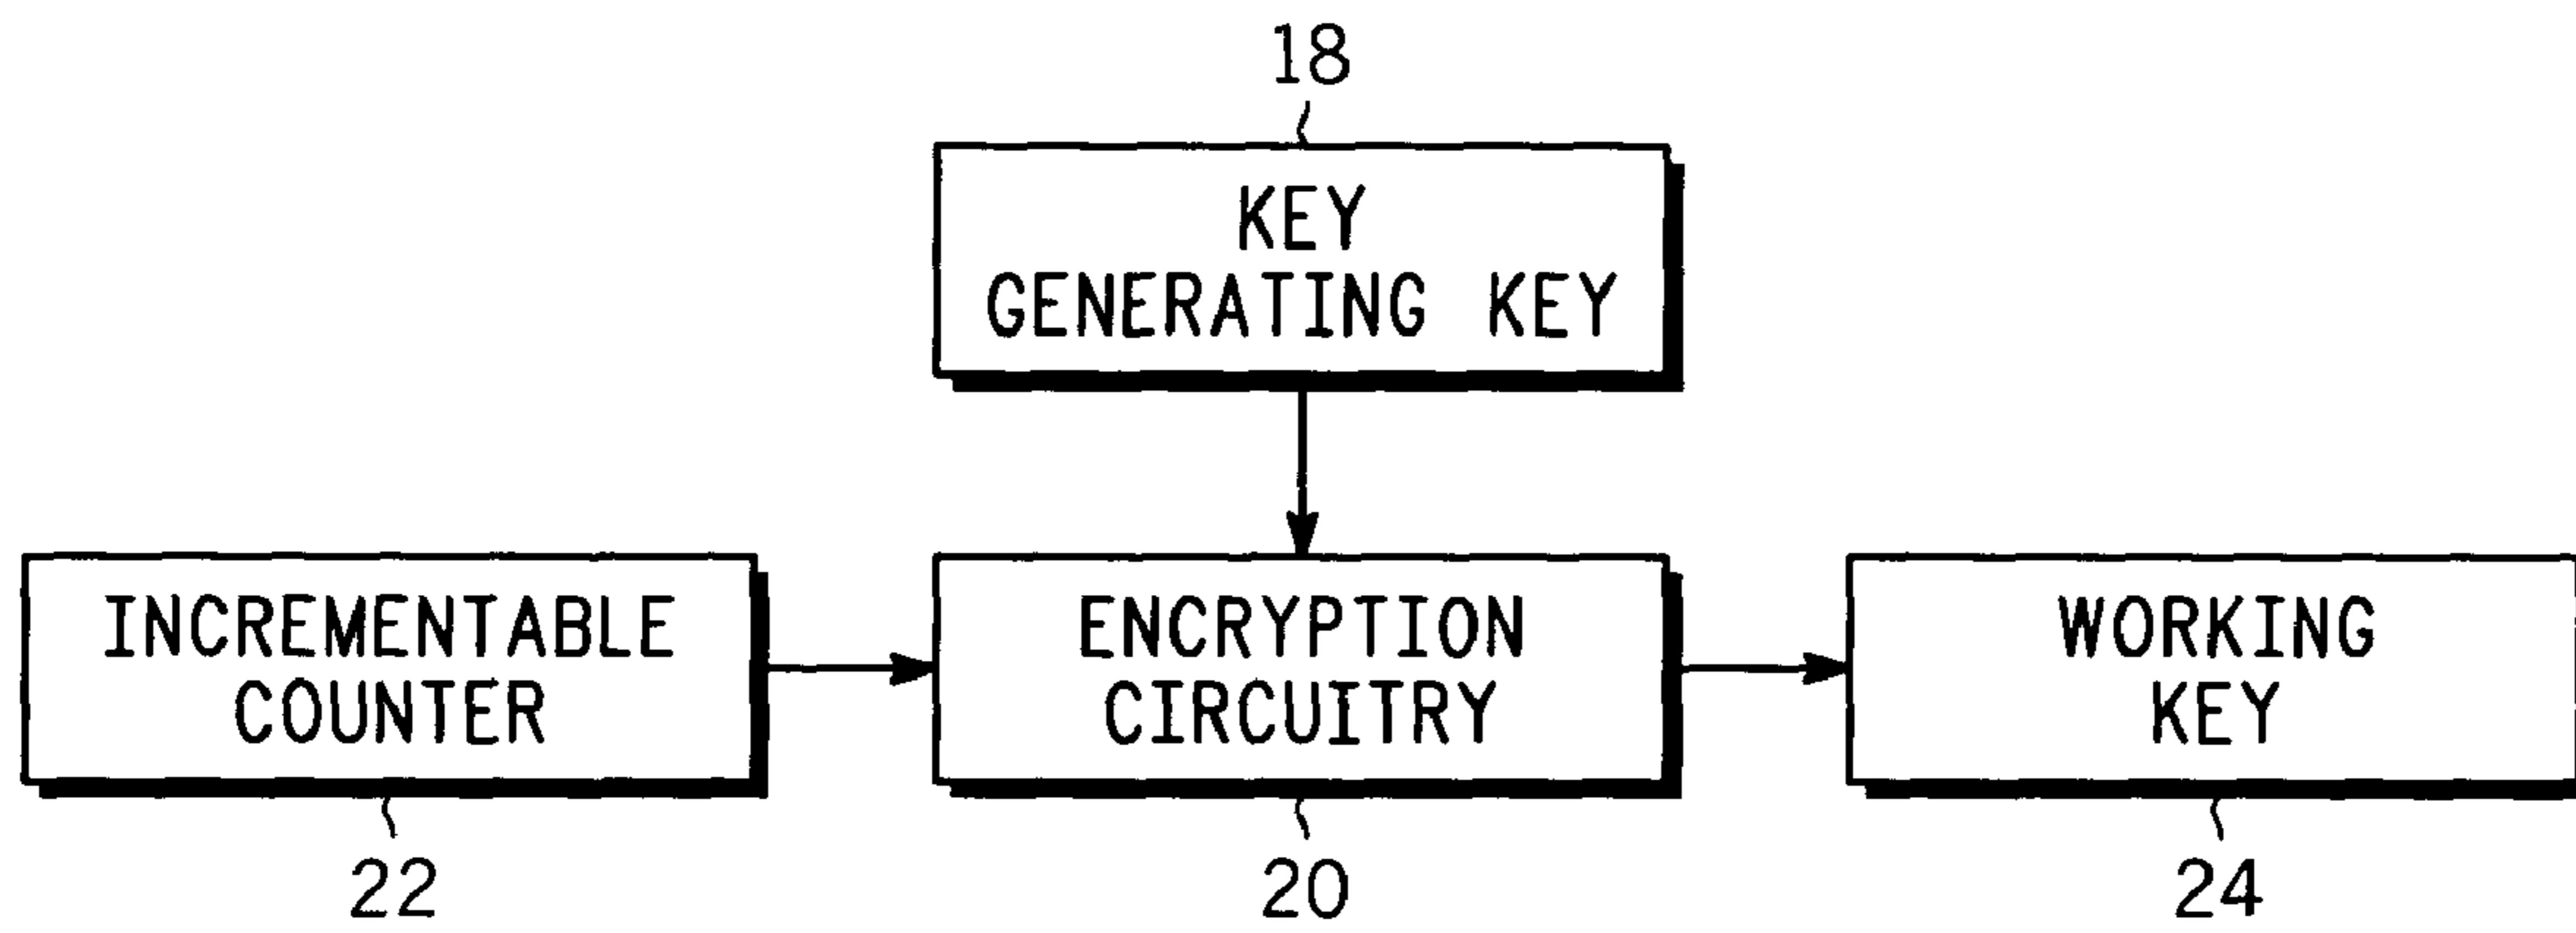 18
KEY
GENERATING KEY
INCREMENTABLE
COUNTER
ENCRYPTION
CIRCUITRY
WORKING
KEY
22
20
24